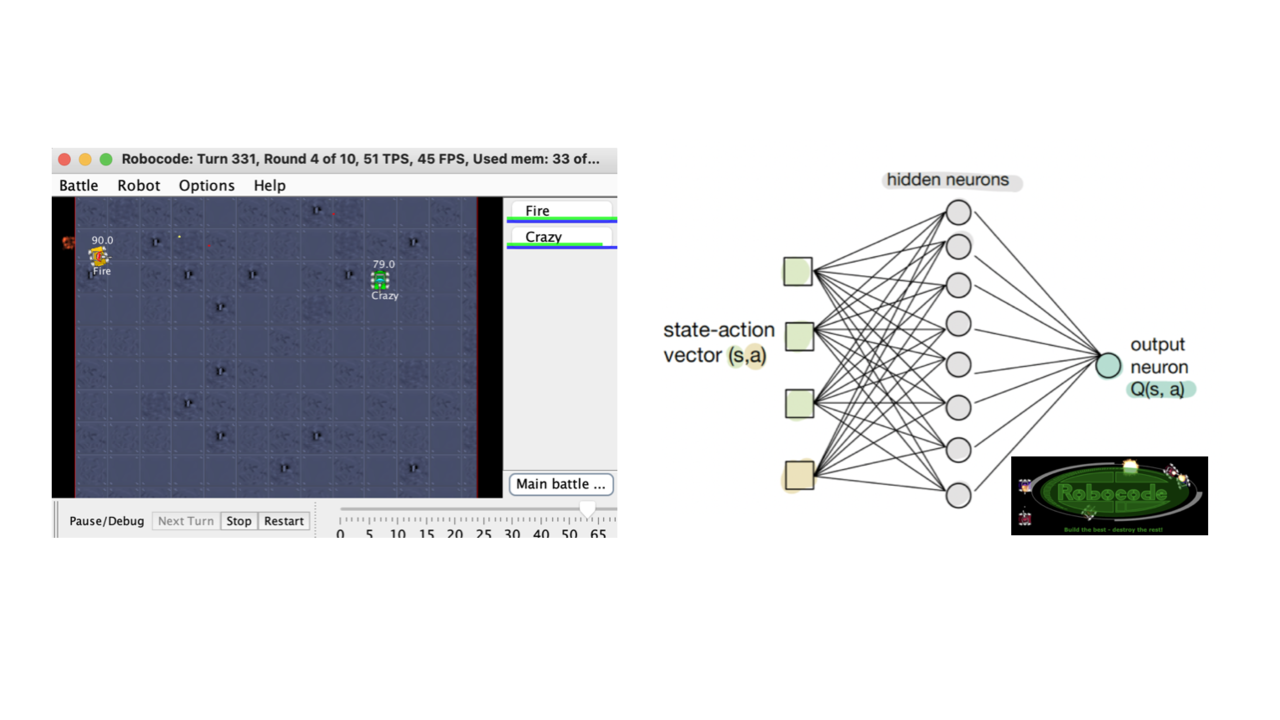 Robocode: Turn 331, Round 4 of 10, 51 TPS, 45 FPS, Used mem: 33 of...
Battle Robot Options Help
Fire
Crazy
90.0
Fire
79.0
Crazy
Main battle ...
Pause/Debug Next Turn Stop Restart
0 5 10 15 20 25 30 40 50 65
hidden neurons
state-action
vector (s,a)
output
neuron
Q(s, a)
Robocode
Build the best - destroy the rest!